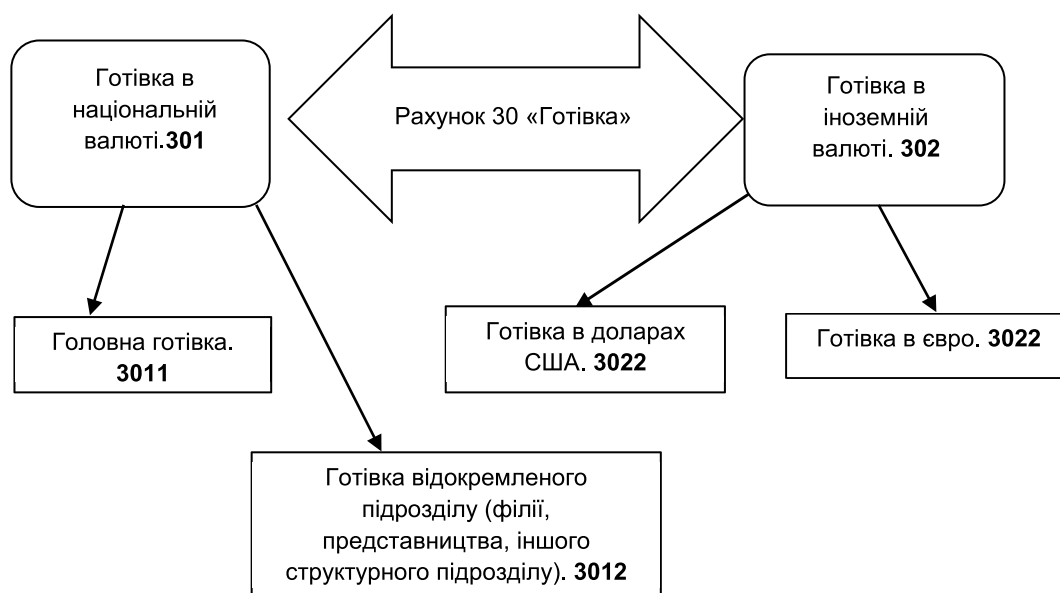 Готівка в
національній
валюті.301
Рахунок 30 «Готівка»
Готівка в
іноземній
валюті. 302
Головна готівка.
3011
Готівка в доларах
США. 3022
Готівка в євро. 3022
Готівка відокремленого
підрозділу (філії,
представництва, іншого
структурного підрозділу). 3012